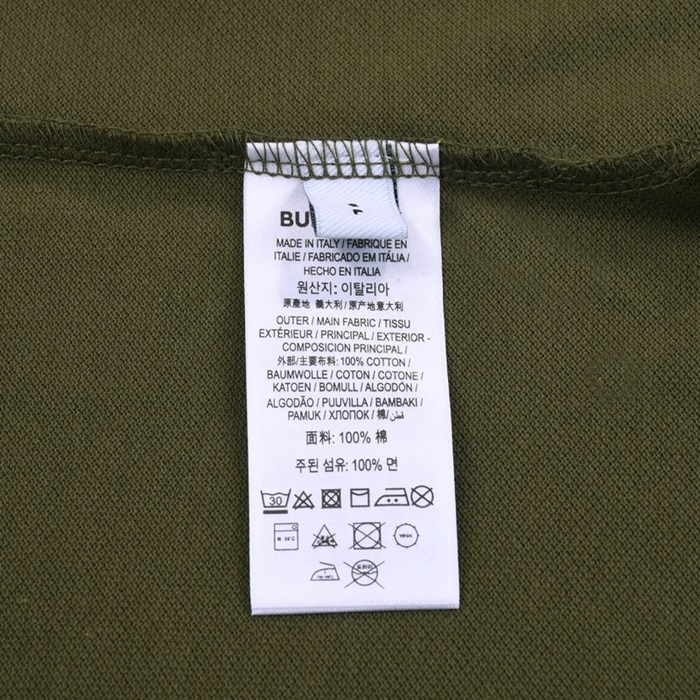 BU
MADE IN ITALY / FABRIQUE EN
ITALIE / FABRICADO EM ITÁLIA /
HECHO EN ITALIA
원산지: 이탈리아
原產地 義大利 / 原产地意大利
OUTER / MAIN FABRIC / TISSU
EXTÉRIEUR / PRINCIPAL / EXTERIOR -
COMPOSICION PRINCIPAL /
外部/主要布料: 100% COTTON /
BAUMWOLLE / COTON / COTONE /
KATOEN / BOMULL / ALGODÓN /
ALGODÃO / PUUVILLA / BAMBAKI /
PAMUK / ХЛОПОК / 棉/ قطن
面料: 100% 棉
주된 섬유: 100% 면
30